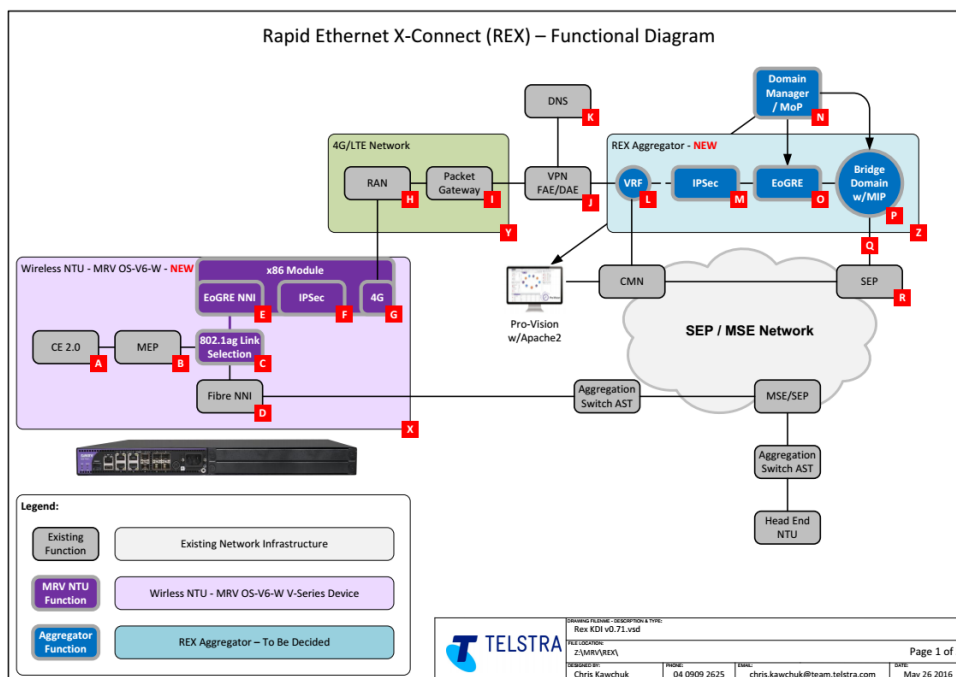 Rapid Ethernet X-Connect (REX) – Functional Diagram
DNS
K
Domain
Manager
/ MoP
N
4G/LTE Network
RAN
H
Packet
Gateway
I
Y
VPN
FAE/DAE
J
REX Aggregator - NEW
VRF
L
IPSec
M
EoGRE
O
Bridge
Domain
w/MIP
P
Z
Q
Wireless NTU - MRV OS-V6-W - NEW
x86 Module
EoGRE NNI
E
IPSec
F
4G
G
CE 2.0
A
MEP
B
802.1ag Link
Selection
C
Fibre NNI
D
X
Pro-Vision
w/Apache2
CMN
SEP
R
SEP / MSE Network
Aggregation
Switch AST
MSE/SEP
Aggregation
Switch AST
Head End
NTU
Legend:
Existing
Function
Existing Network Infrastructure
MRV NTU
Function
Wirless NTU - MRV OS-V6-W V-Series Device
Aggregator
Function
REX Aggregator – To Be Decided
TELSTRA
DRAWING FILENME - DESCRIPTION & TYPE:
Rex KDI v0.71.vsd
FILE LOCATION:
Z:\MRV\REX\
Page 1 of
DESIGNED BY:
Chris Kawchuk
PHONE:
04 0909 2625
EMAIL:
chris.kawchuk@team.telstra.com
DATE:
May 26 2016